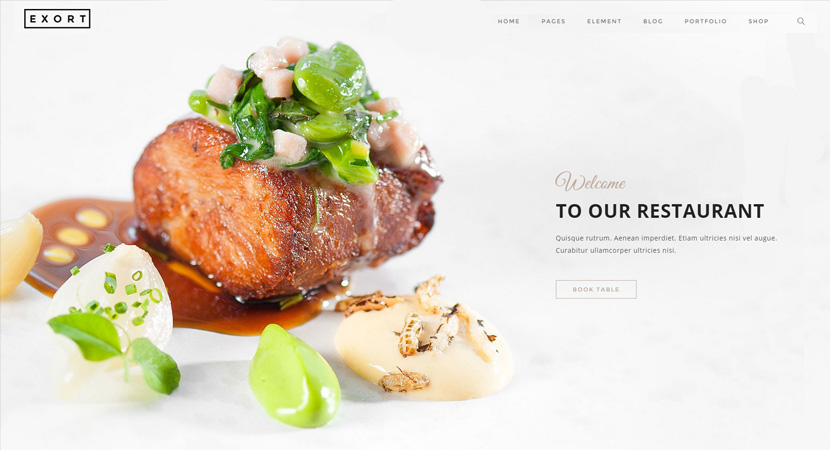 EXORT
HOME PAGES ELEMENT BLOG PORTFOLIO SHOP
Welcome
TO OUR RESTAURANT
Quisque rutrum. Aenean imperdiet. Etiam ultricies nisi vel augue.
Curabitur ullamcorper ultricies nisi.
BOOK TABLE